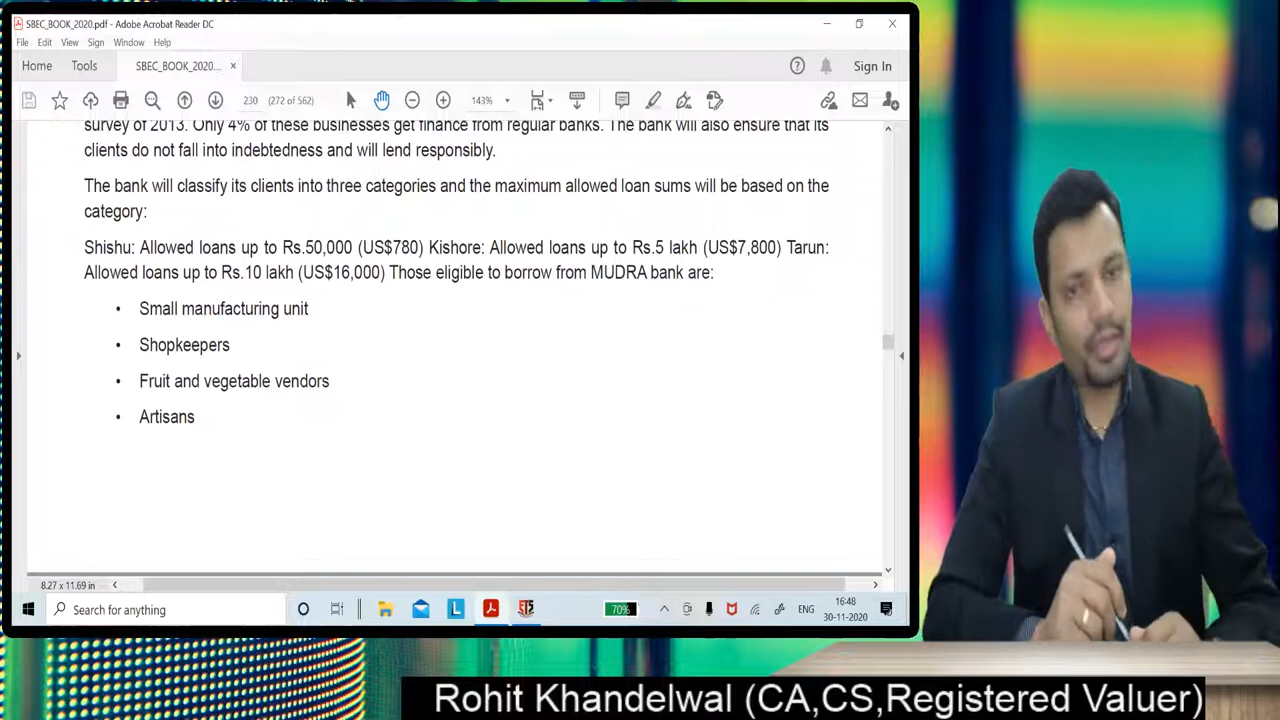 SBEC_BOOK_2020.pdf - Adobe Acrobat Reader DC
File Edit View Sign Window Help
Home Tools SBEC_BOOK_2020... × Sign In
230 (272 of 562) 143%
survey of 2013. Only 4% of these businesses get finance from regular banks. The bank will also ensure that its
clients do not fall into indebtedness and will lend responsibly.
The bank will classify its clients into three categories and the maximum allowed loan sums will be based on the
category:
Shishu: Allowed loans up to Rs.50,000 (US$780) Kishore: Allowed loans up to Rs.5 lakh (US$7,800) Tarun:
Allowed loans up to Rs.10 lakh (US$16,000) Those eligible to borrow from MUDRA bank are:
• Small manufacturing unit
• Shopkeepers
• Fruit and vegetable vendors
• Artisans
8.27 x 11.69 in
Search for anything
70%
ENG
16:48
30-11-2020
Rohit Khandelwal (CA,CS,Registered Valuer)